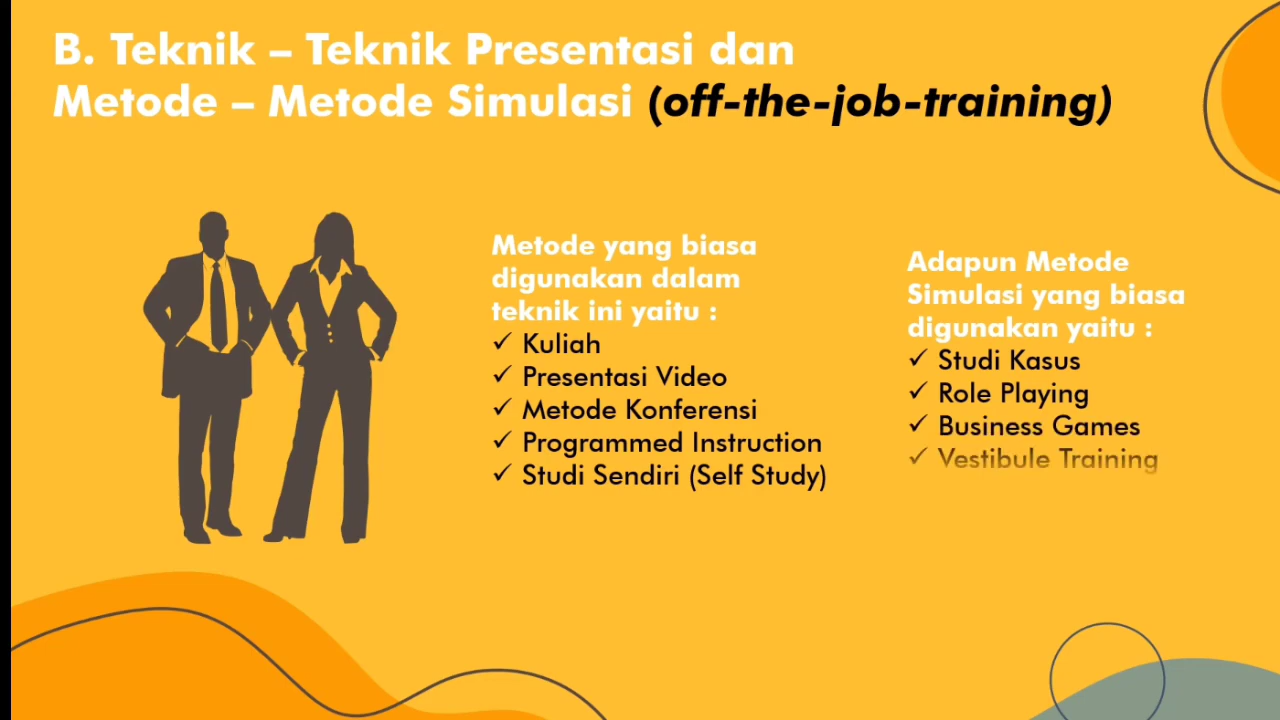 B. Teknik – Teknik Presentasi dan
Metode – Metode Simulasi (off-the-job-training)
Metode yang biasa
digunakan dalam
teknik ini yaitu :
✓ Kuliah
✓ Presentasi Video
✓ Metode Konferensi
✓ Programmed Instruction
✓ Studi Sendiri (Self Study)
Adapun Metode
Simulasi yang biasa
digunakan yaitu :
✓ Studi Kasus
✓ Role Playing
✓ Business Games
✓ Vestibule Training